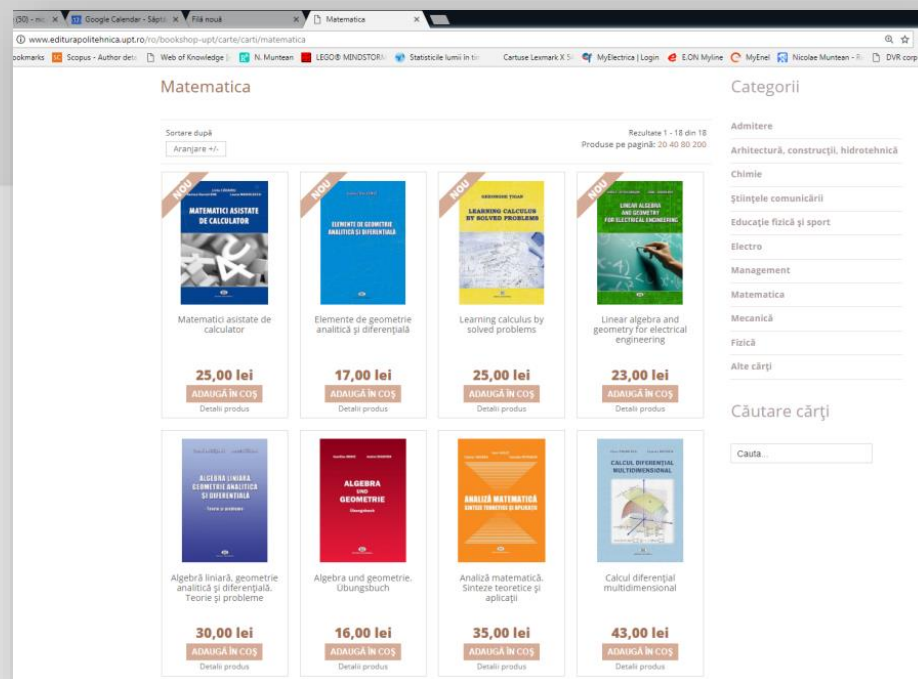 (30) - nic
Google Calendar - Săptă
Filă nouă
Matematica
www.editurapolitehnica.upt.ro/ro/bookshop-upt/carte/carti/matematica
ookmarks
Scopus - Author deta
Web of Knowledge
N. Muntean
LEGO® MINDSTORM
Statisticile lumii în tim
Cartuse Lexmark X 5
MyElectrica | Login
E.ON Myline
MyEnel
Nicolae Muntean - R
DVR corp
Matematica
Sortare după
Aranjare +/-
Rezultate 1 - 18 din 18
Produse pe pagină: 20 40 80 200
NOU
MATEMATICI ASISTATE
DE CALCULATOR
Matematici asistate de
calculator
25,00 lei
ADAUGĂ ÎN COȘ
Detalii produs
NOU
ELEMENTE DE GEOMETRIE
ANALITICĂ ȘI DIFERENȚIALĂ
Elemente de geometrie
analitică și diferențială
17,00 lei
ADAUGĂ ÎN COȘ
Detalii produs
NOU
GHEORGHE TIGAN
LEARNING CALCULUS
BY SOLVED PROBLEMS
Learning calculus by
solved problems
25,00 lei
ADAUGĂ ÎN COȘ
Detalii produs
NOU
LINEAR ALGEBRA
AND GEOMETRY
FOR ELECTRICAL ENGINEERING
Linear algebra and
geometry for electrical
engineering
23,00 lei
ADAUGĂ ÎN COȘ
Detalii produs
ALGEBRĂ LINIARĂ,
GEOMETRIE ANALITICĂ
ȘI DIFERENȚIALĂ
Teorie și probleme
Algebră liniară, geometrie
analitică și diferențială.
Teorie și probleme
30,00 lei
ADAUGĂ ÎN COȘ
Detalii produs
ALGEBRA
UND
GEOMETRIE
Übungsbuch
Algebra und geometrie.
Übungsbuch
16,00 lei
ADAUGĂ ÎN COȘ
Detalii produs
ANALIZĂ MATEMATICĂ
SINTEZE TEORETICE ȘI APLICAȚII
Analiză matematică.
Sinteze teoretice și
aplicații
35,00 lei
ADAUGĂ ÎN COȘ
Detalii produs
CALCUL DIFERENȚIAL
MULTIDIMENSIONAL
Calcul diferențial
multidimensional
43,00 lei
ADAUGĂ ÎN COȘ
Detalii produs
Categorii
Admitere
Arhitectură, construcții, hidrotehnică
Chimie
Științele comunicării
Educație fizică și sport
Electro
Management
Matematica
Mecanică
Fizică
Alte cărți
Căutare cărți
Cauta...